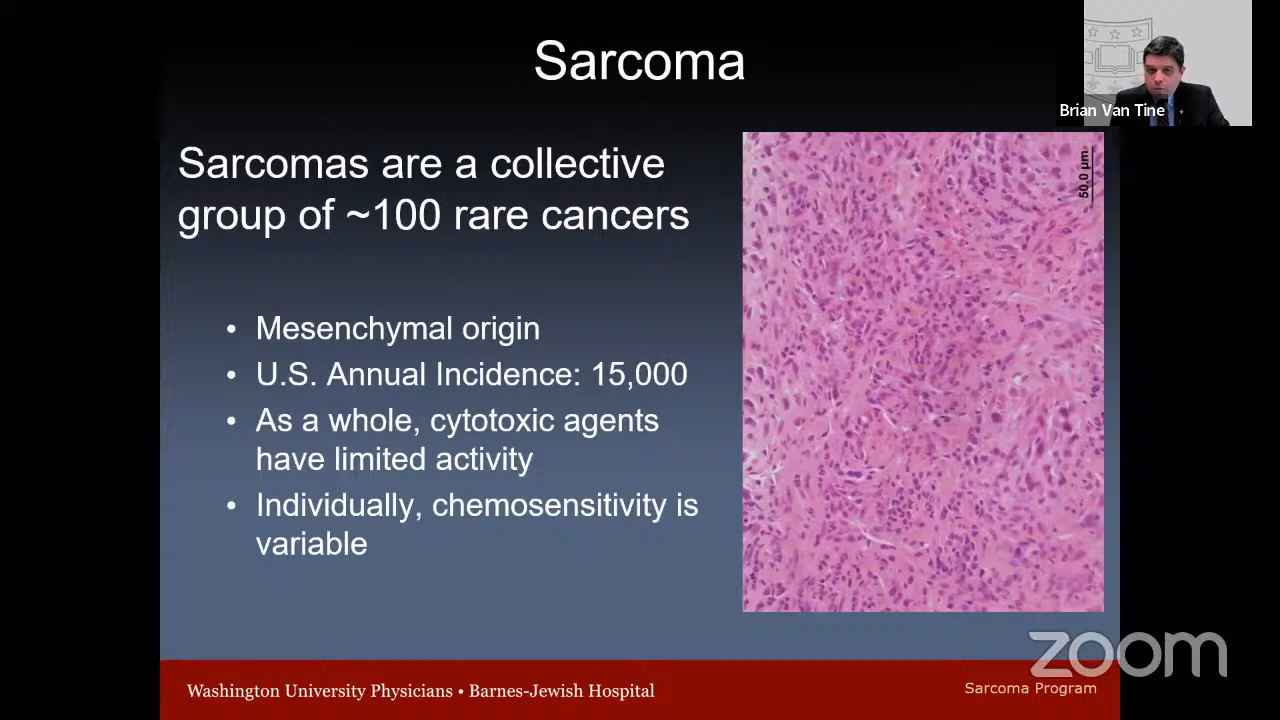 Sarcoma
Brian Van Tine
Sarcomas are a collective
group of ~100 rare cancers
• Mesenchymal origin
• U.S. Annual Incidence: 15,000
• As a whole, cytotoxic agents
have limited activity
• Individually, chemosensitivity is
variable
50.0 µm
zoom
Washington University Physicians • Barnes-Jewish Hospital
Sarcoma Program